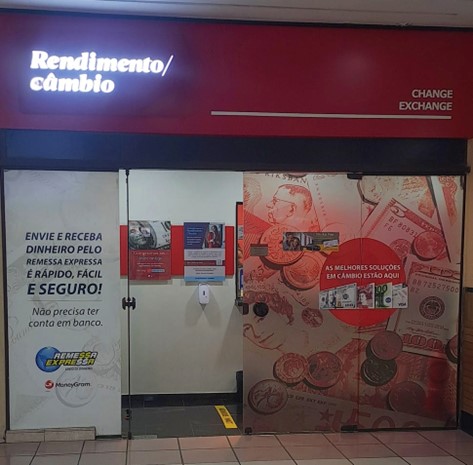 Rendimento/
câmbio
CHANGE
EXCHANGE
ENVIE E RECEBA
DINHEIRO PELO
REMESSA EXPRESSA
É RÁPIDO, FÁCIL
E SEGURO!
Não precisa ter
conta em banco.
REMESSA
EXPRESSA
MoneyGram
AS MELHORES SOLUÇÕES
EM CÂMBIO ESTÃO AQUI
VISA